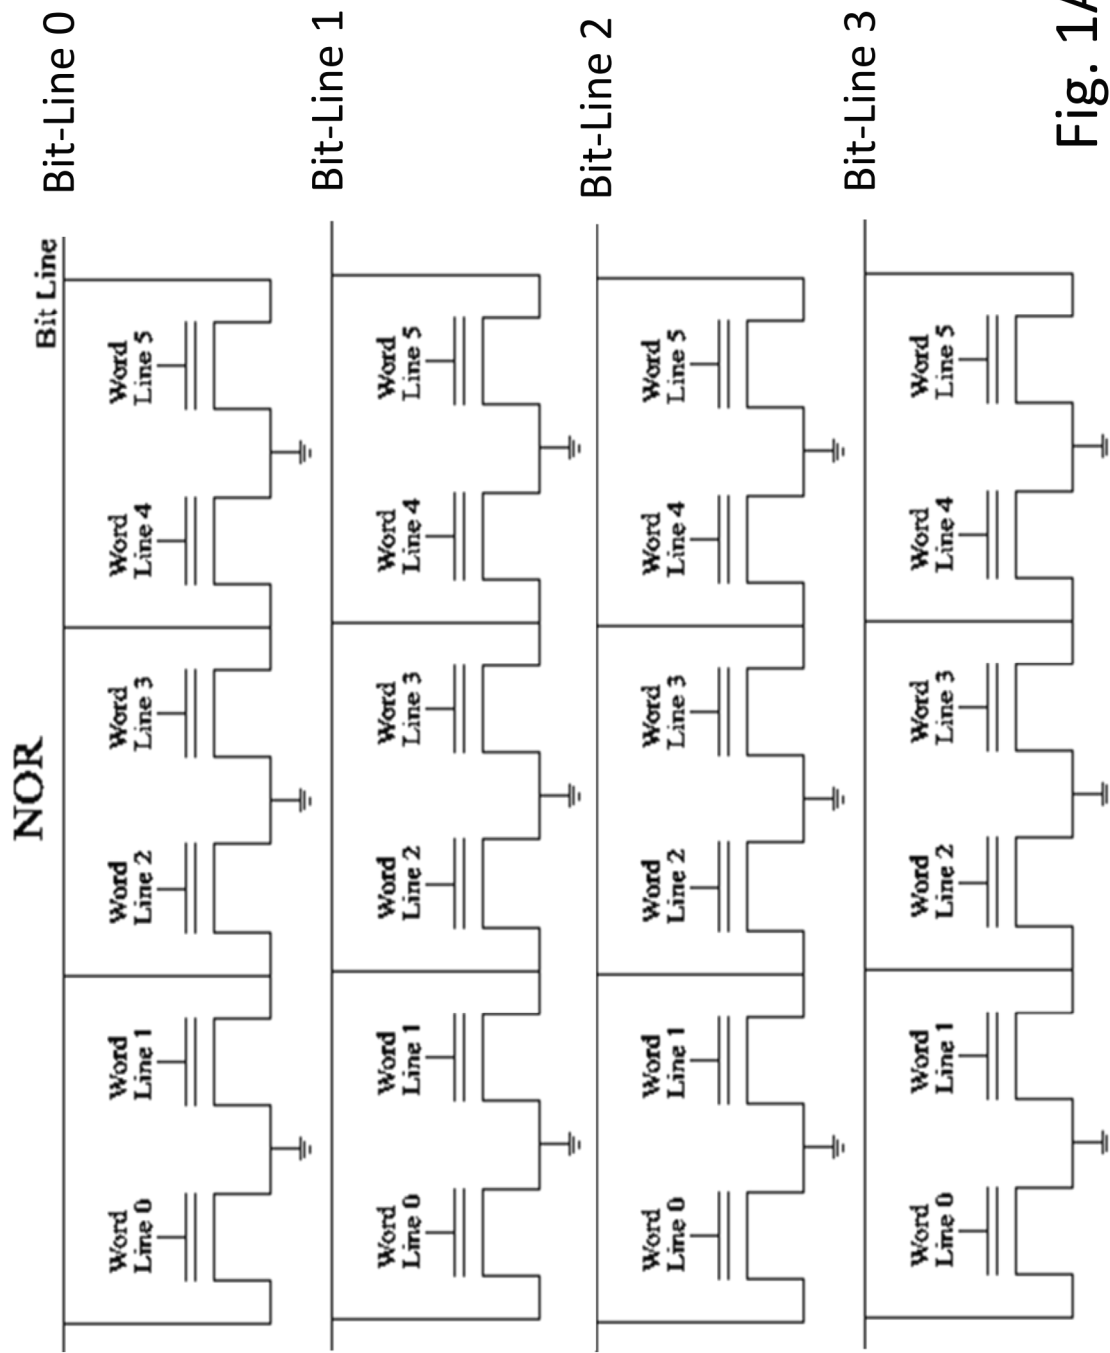 NOR
Bit Line
Bit-Line 0
Word
Line 0
Word
Line 1
Word
Line 2
Word
Line 3
Word
Line 4
Word
Line 5
Bit-Line 1
Word
Line 0
Word
Line 1
Word
Line 2
Word
Line 3
Word
Line 4
Word
Line 5
Bit-Line 2
Word
Line 0
Word
Line 1
Word
Line 2
Word
Line 3
Word
Line 4
Word
Line 5
Bit-Line 3
Word
Line 0
Word
Line 1
Word
Line 2
Word
Line 3
Word
Line 4
Word
Line 5
Fig. 1A